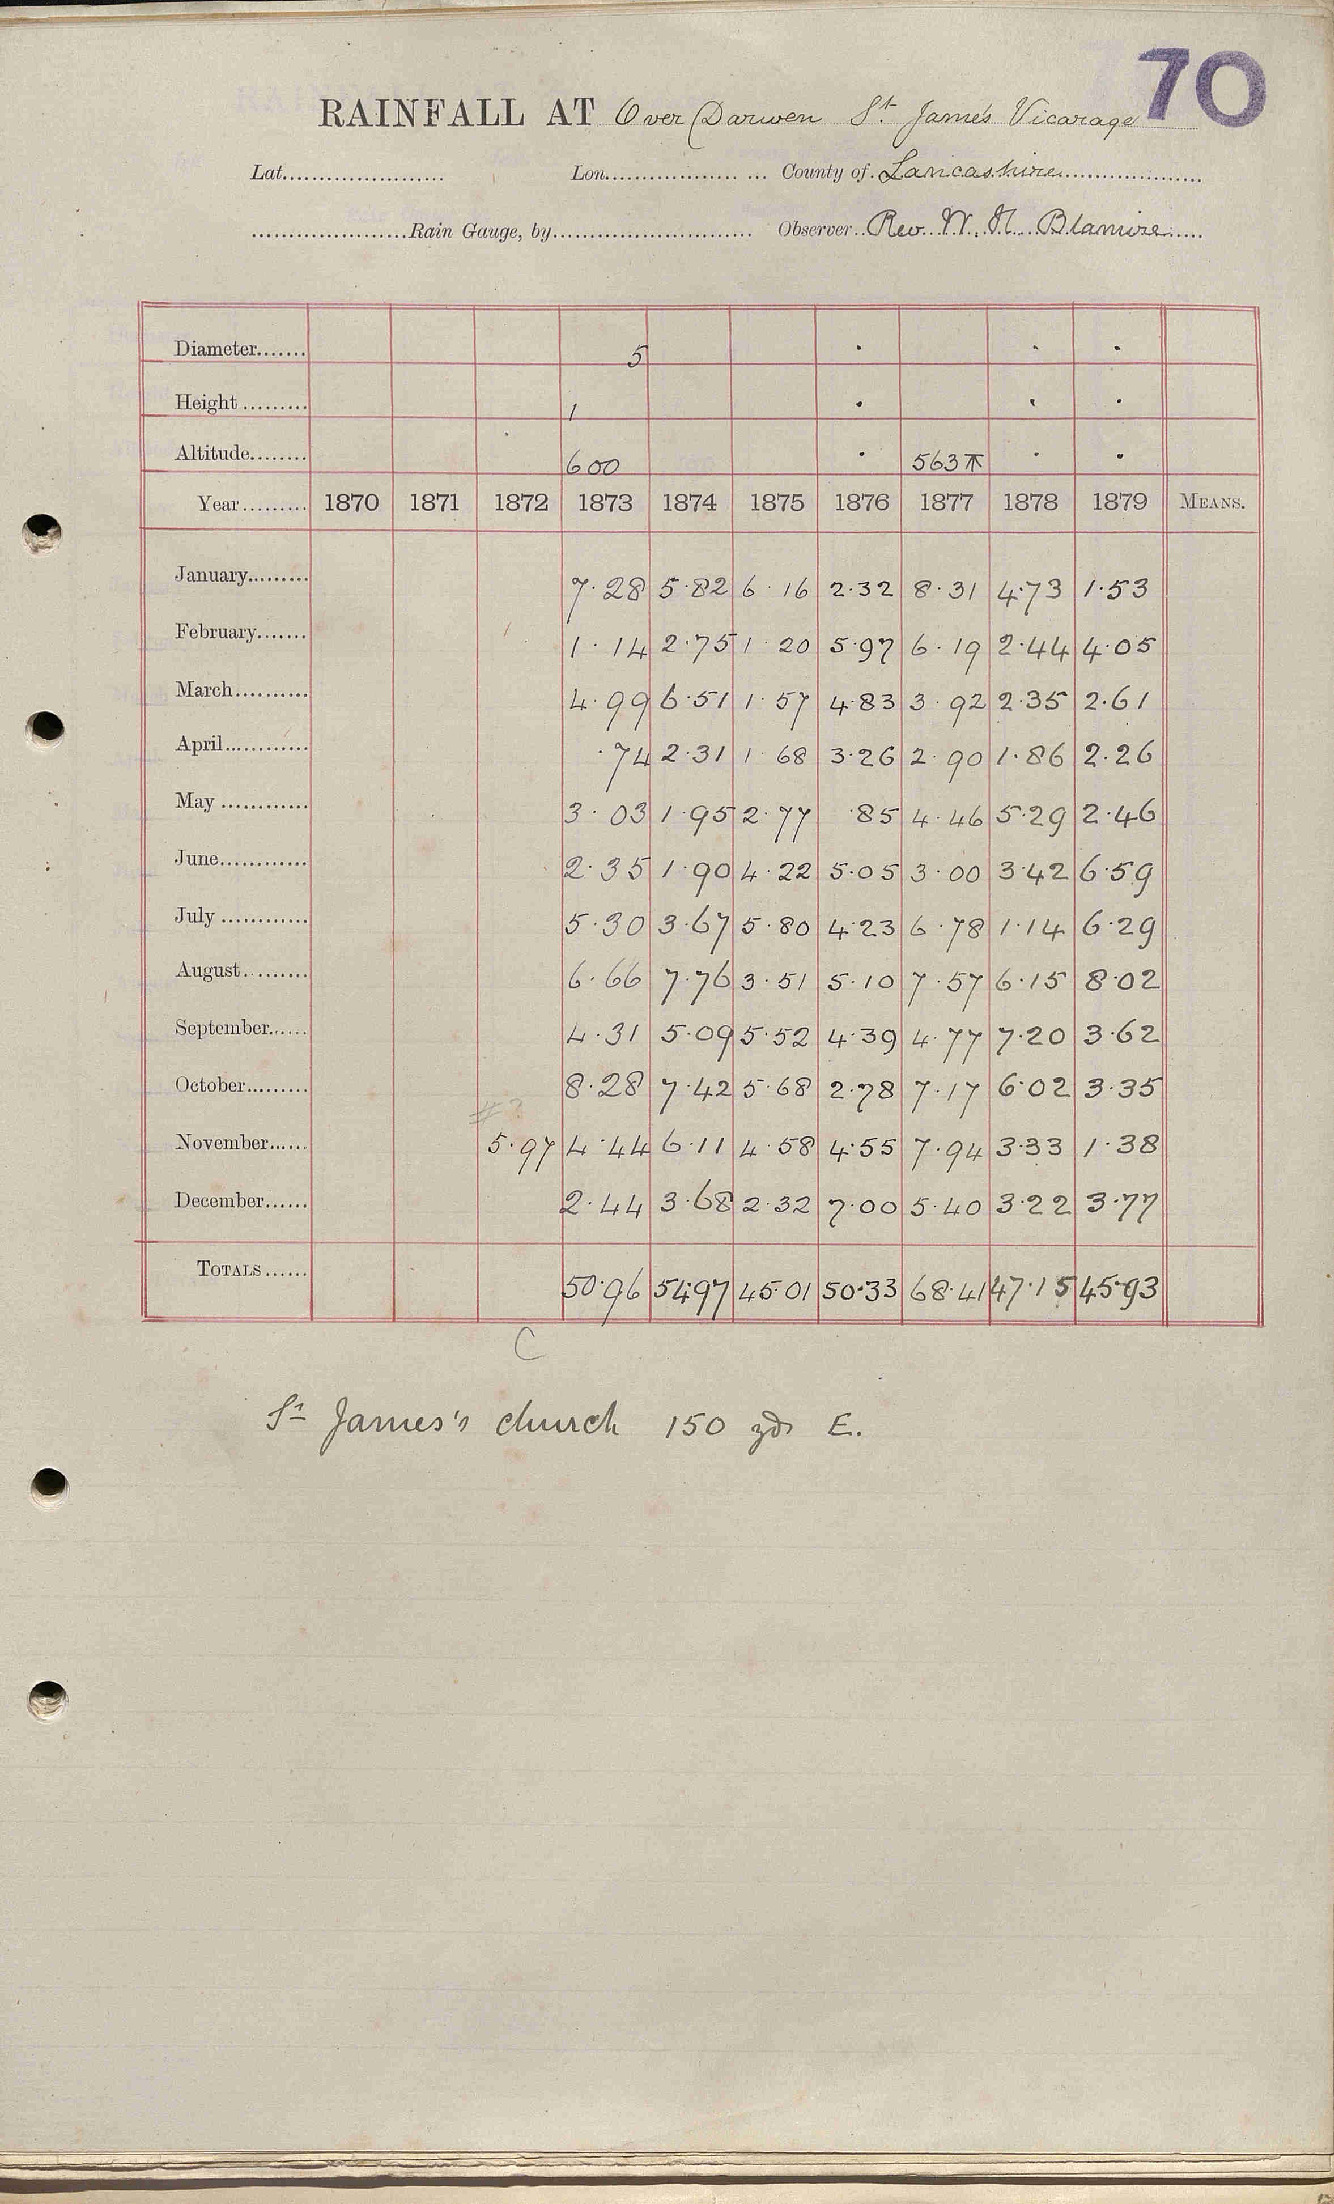 70
RAINFALL AT Over Darwen St James Vicarage
Lat. Lon. County of Lancashire
Rain Gauge, by Observer Rev. W. H. Blamire
Diameter 5 . . .
Height 1 . . .
Altitude 600 . 563 . .
Year 1870 1871 1872 1873 1874 1875 1876 1877 1878 1879 MEANS.
January 7.28 5.82 6.16 2.32 8.31 4.73 1.53
February 1.14 2.75 1.20 5.97 6.19 2.44 4.05
March 4.99 6.51 1.57 4.83 3.92 2.35 2.61
April .74 2.31 1.68 3.26 2.90 1.86 2.26
May 3.03 1.95 2.77 .85 4.46 5.29 2.46
June 2.35 1.90 4.22 5.05 3.00 3.42 6.59
July 5.30 3.67 5.80 4.23 6.78 1.14 6.29
August 6.66 7.76 3.51 5.10 7.57 6.15 8.02
September 4.31 5.09 5.52 4.39 4.77 7.20 3.62
October 8.28 7.42 5.68 2.78 7.17 6.02 3.35
November 5.97 4.44 6.11 4.58 4.55 7.94 3.33 1.38
December 2.44 3.68 2.32 7.00 5.40 3.22 3.77
TOTALS 50.96 54.97 45.01 50.33 68.41 47.15 45.93
C
St James's church 150 yds E.